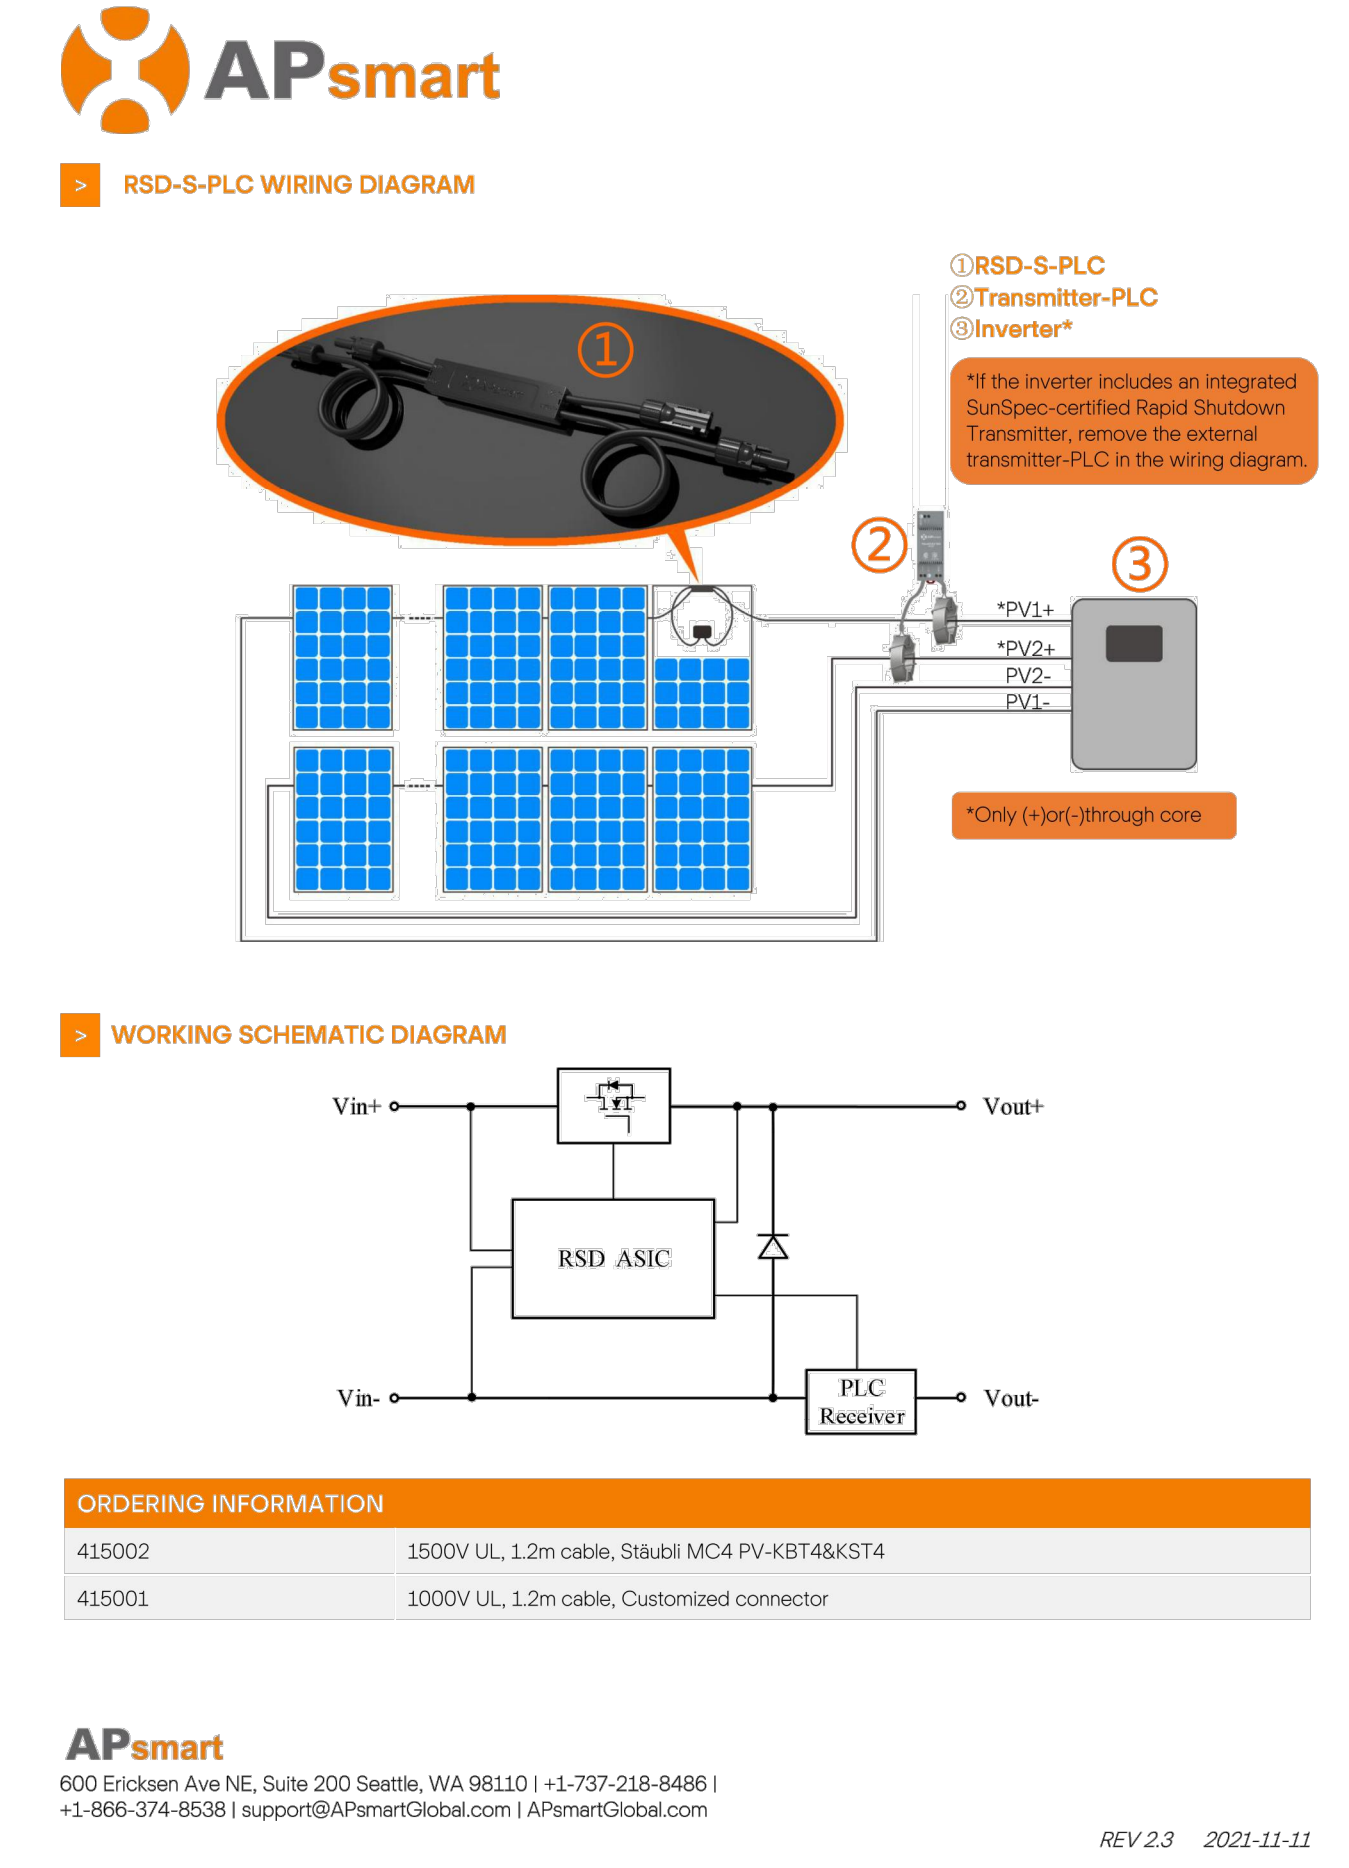 APsmart
> RSD-S-PLC WIRING DIAGRAM
①RSD-S-PLC
②Transmitter-PLC
③Inverter*
①
*If the inverter includes an integrated
SunSpec-certified Rapid Shutdown
Transmitter, remove the external
transmitter-PLC in the wiring diagram.
②
③
*PV1+
*PV2+
PV2-
PV1-
*Only (+)or(-)through core
> WORKING SCHEMATIC DIAGRAM
Vin+
Vout+
RSD ASIC
Vin-
PLC
Receiver
Vout-
ORDERING INFORMATION
415002 1500V UL, 1.2m cable, Stäubli MC4 PV-KBT4&KST4
415001 1000V UL, 1.2m cable, Customized connector
APsmart
600 Ericksen Ave NE, Suite 200 Seattle, WA 98110 | +1-737-218-8486 |
+1-866-374-8538 | support@APsmartGlobal.com | APsmartGlobal.com
REV 2.3 2021-11-11